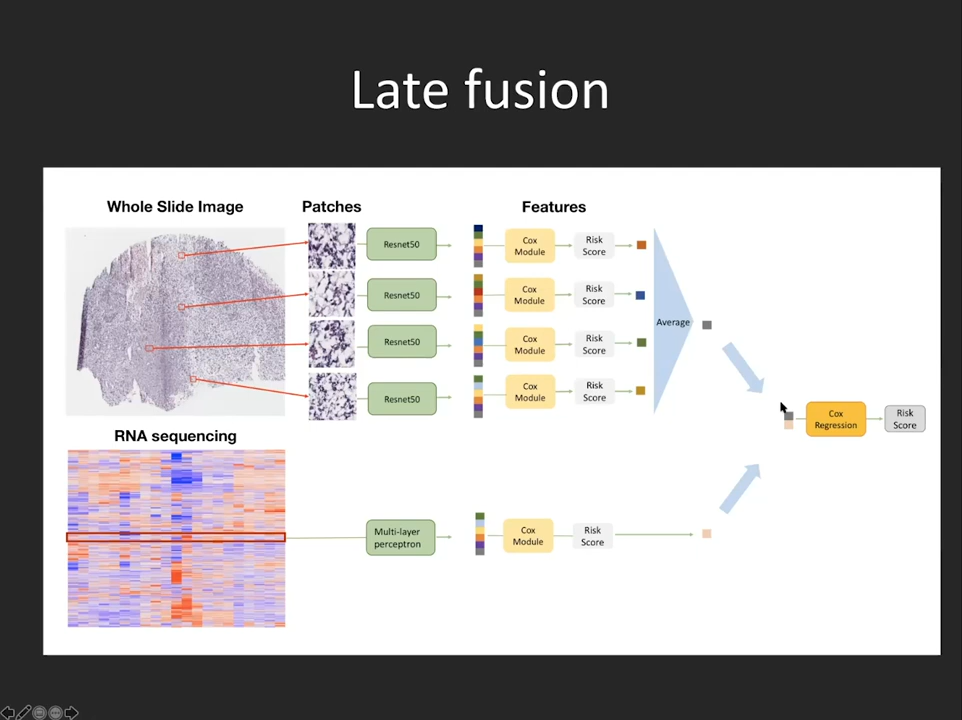 Late fusion
Whole Slide Image
Patches
Features
Resnet50
Cox
Module
Risk
Score
Resnet50
Cox
Module
Risk
Score
Average
Resnet50
Cox
Module
Risk
Score
Resnet50
Cox
Module
Risk
Score
Cox
Regression
Risk
Score
RNA sequencing
Multi-layer
perceptron
Cox
Module
Risk
Score